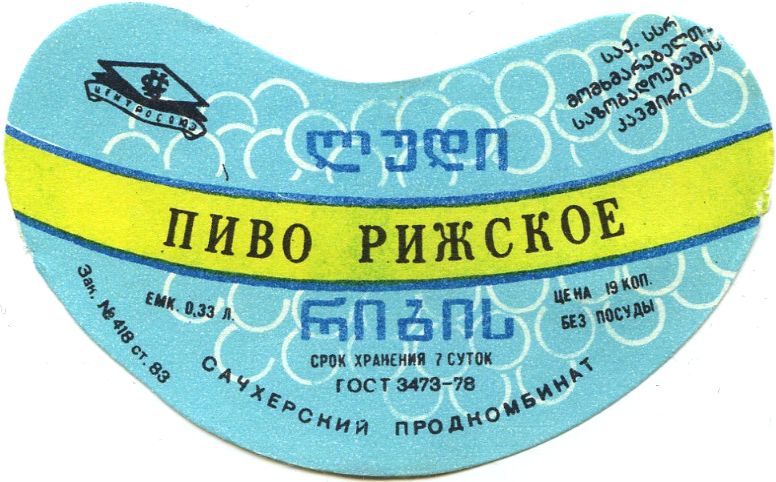 ЦЕНТРОСОЮЗ
საქ. სსრ
მომხმარებელთა
საზოგადოებების
კავშირი
ლუდი
ПИВО РИЖСКОЕ
რიგის
ЕМК. 0,33 Л.
ЦЕНА 19 КОП.
БЕЗ ПОСУДЫ
СРОК ХРАНЕНИЯ 7 СУТОК
ГОСТ 3473-78
Зак. № 418 ст. 83
САЧХЕРСКИЙ ПРОДКОМБИНАТ